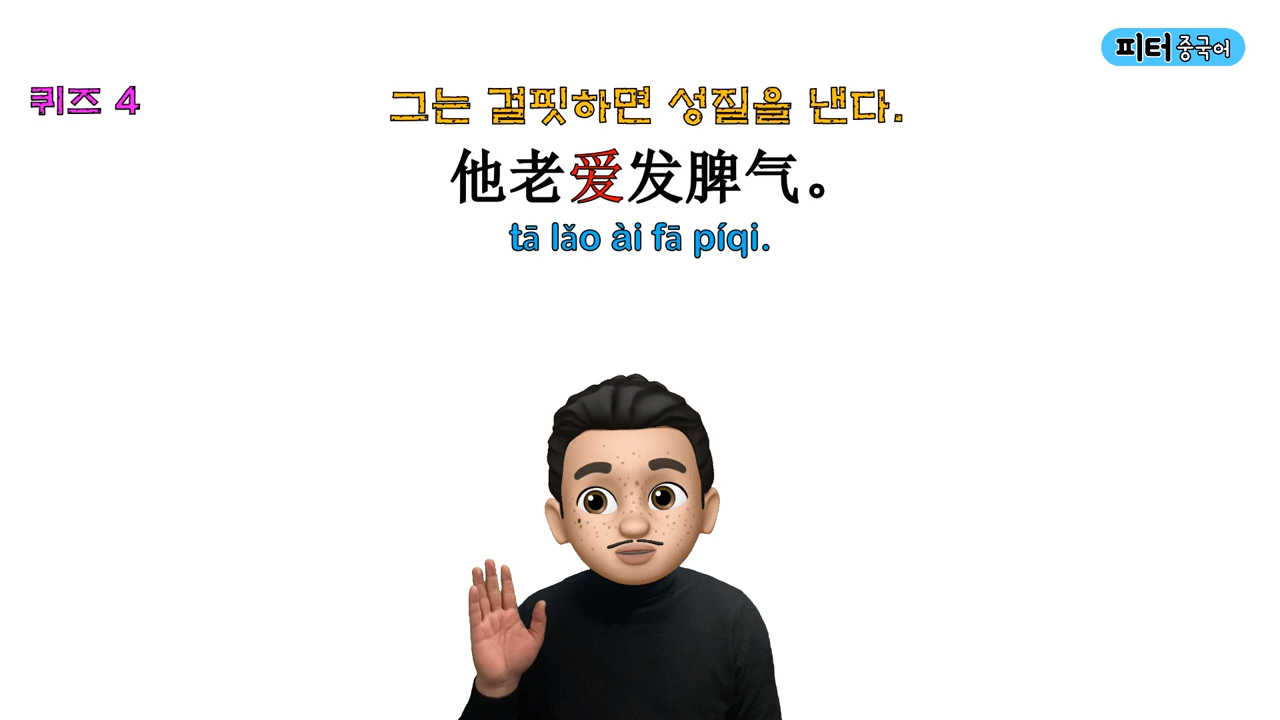 피터 중국어
퀴즈 4
그는 걸핏하면 성질을 낸다.
他老爱发脾气。
tā lǎo ài fā píqi.